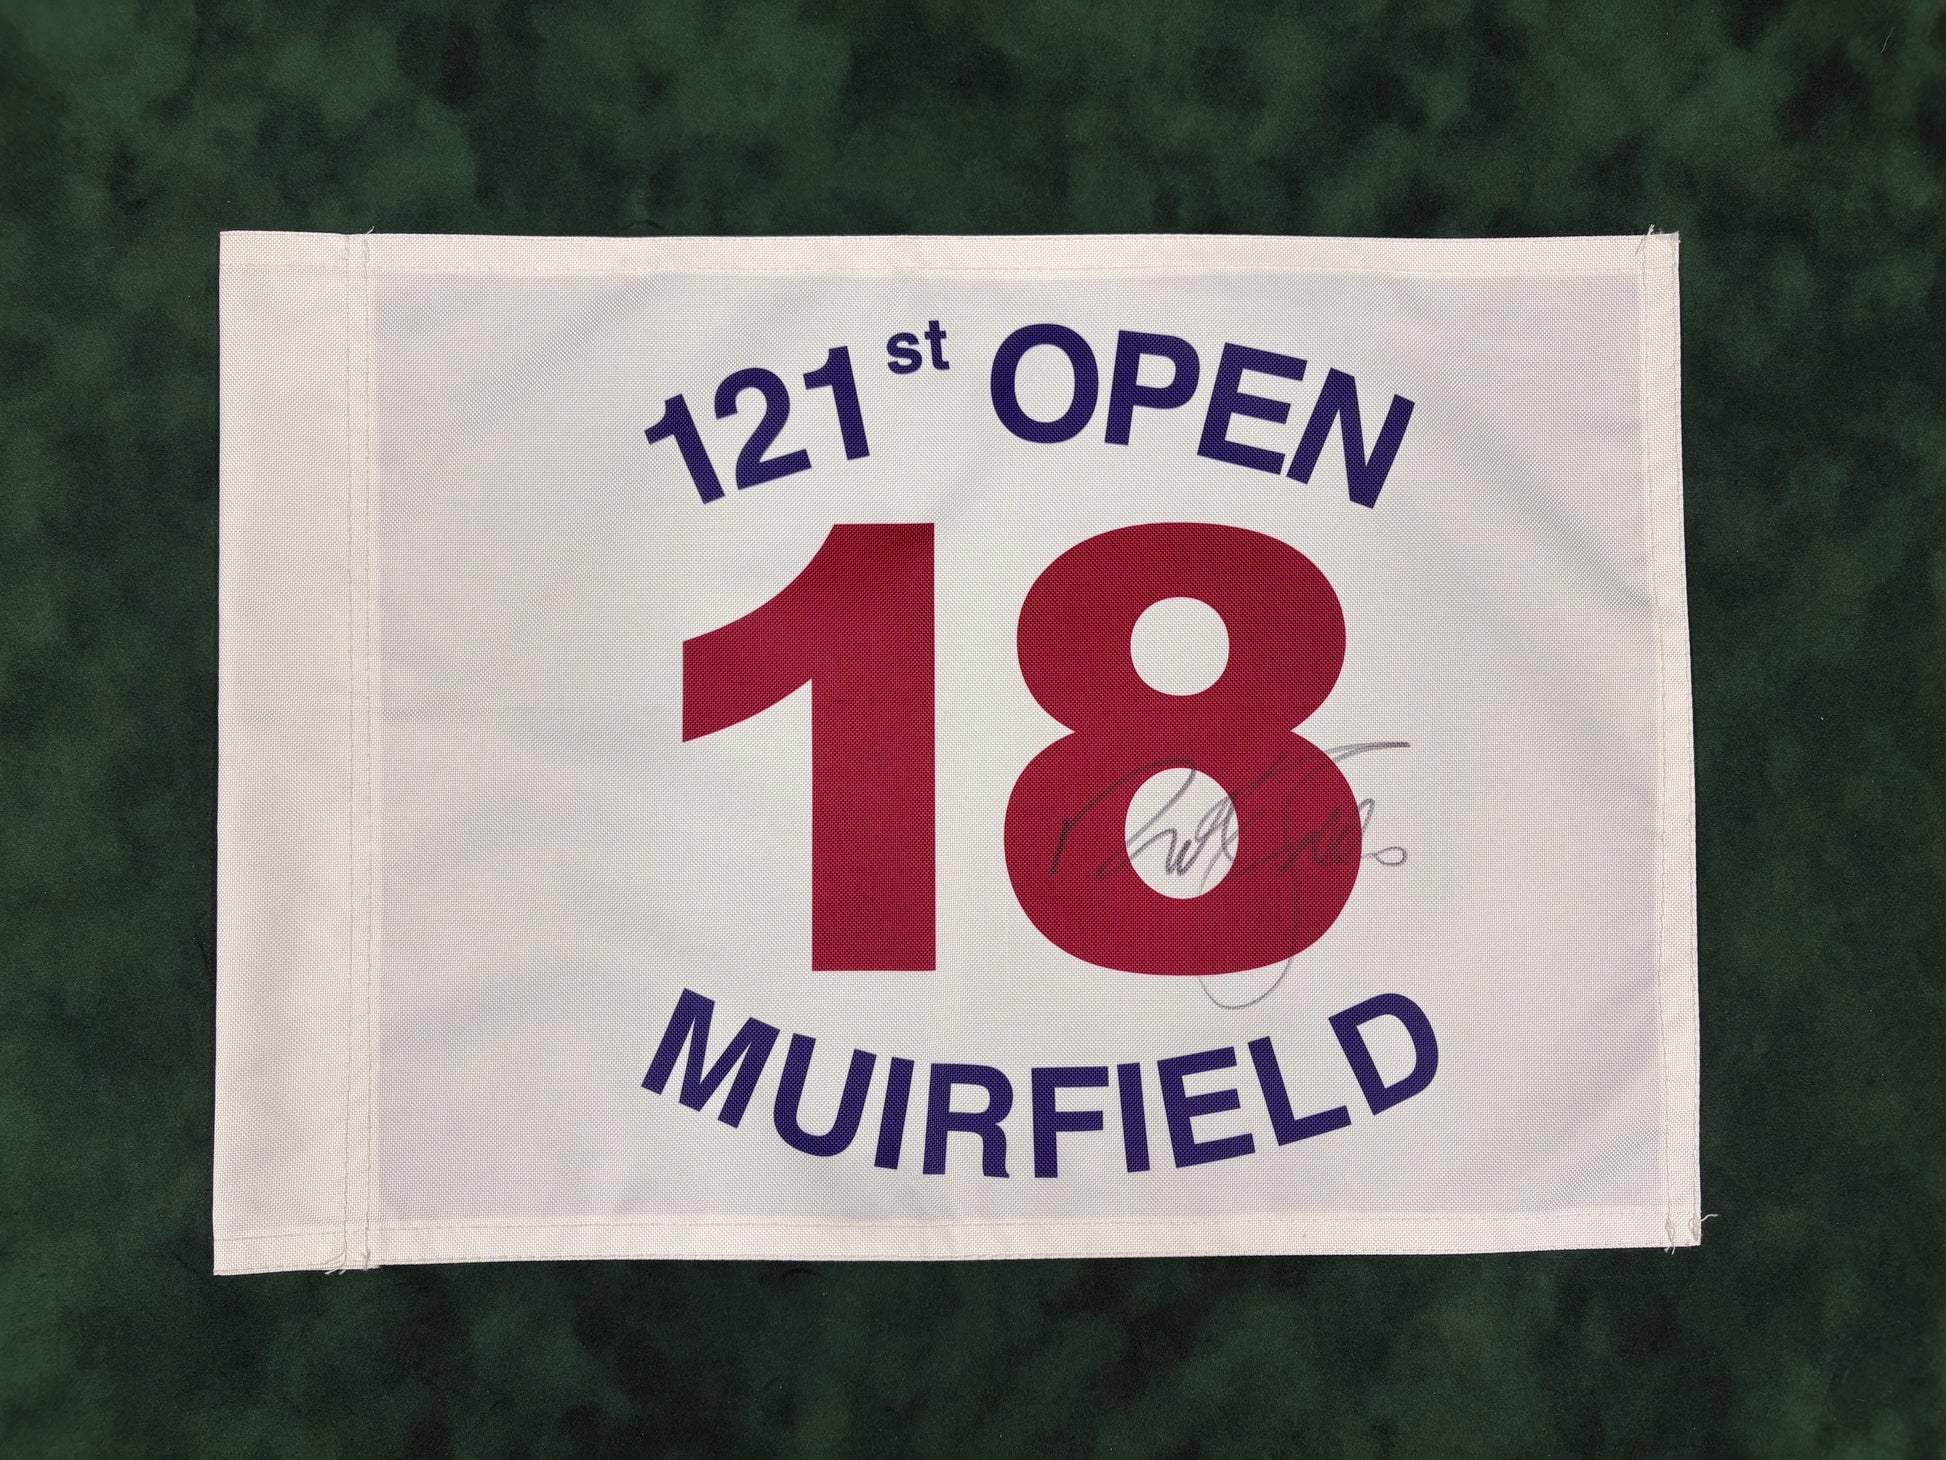 121st OPEN
18
MUIRFIELD